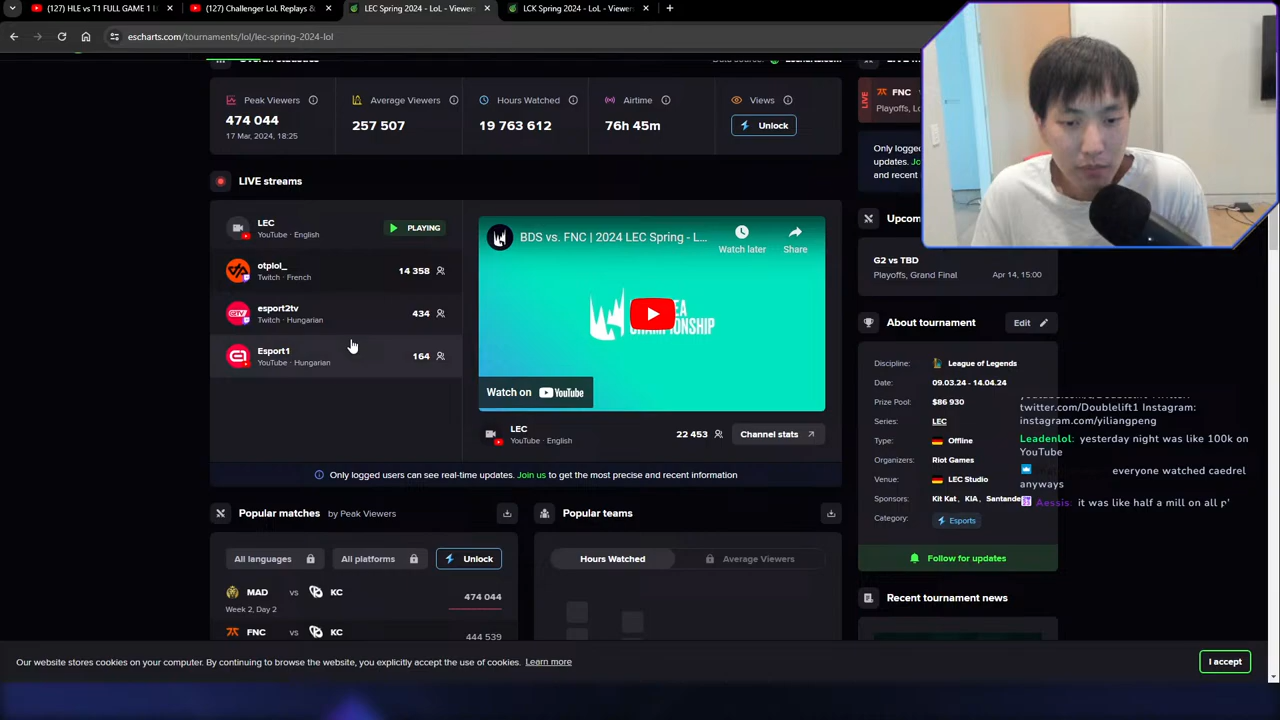 (127) HLE vs T1 FULL GAME 1 L
(127) Challenger LoL Replays &
LEC Spring 2024 - LoL - Viewer
LCK Spring 2024 - LoL - Viewe
escharts.com/tournaments/lol/lec-spring-2024-lol
Peak Viewers
474 044
17 Mar, 2024, 18:25
Average Viewers
257 507
Hours Watched
19 763 612
Airtime
76h 45m
Views
Unlock
LIVE
FNC
Playoffs, Lo
Only logged
updates. Jo
and recent i
LIVE streams
LEC
YouTube · English
PLAYING
otplol_
Twitch · French
14 358
esport2tv
Twitch · Hungarian
434
Esport1
YouTube · Hungarian
164
BDS vs. FNC | 2024 LEC Spring - L...
Watch later
Share
CHAMPIONSHIP
Watch on YouTube
LEC
YouTube · English
22 453
Channel stats
Only logged users can see real-time updates. Join us to get the most precise and recent information
Upcom
G2 vs TBD
Playoffs, Grand Final
Apr 14, 15:00
About tournament
Edit
Discipline:
League of Legends
Date:
09.03.24 - 14.04.24
Prize Pool:
$86 930
Series:
LEC
Type:
Offline
Organizers:
Riot Games
Venue:
LEC Studio
Sponsors:
Kit Kat, KIA, Santande
Category:
Esports
Follow for updates
Recent tournament news
twitter.com/Doublelift1 Instagram:
instagram.com/yiliangpeng
Leadenlol: yesterday night was like 100k on
YouTube
everyone watched caedrel
anyways
Aessis: it was like half a mill on all p'
Popular matches by Peak Viewers
All languages
All platforms
Unlock
MAD vs KC
474 044
Week 2, Day 2
FNC vs KC
444 539
Popular teams
Hours Watched
Average Viewers
Our website stores cookies on your computer. By continuing to browse the website, you explicitly accept the use of cookies. Learn more
I accept